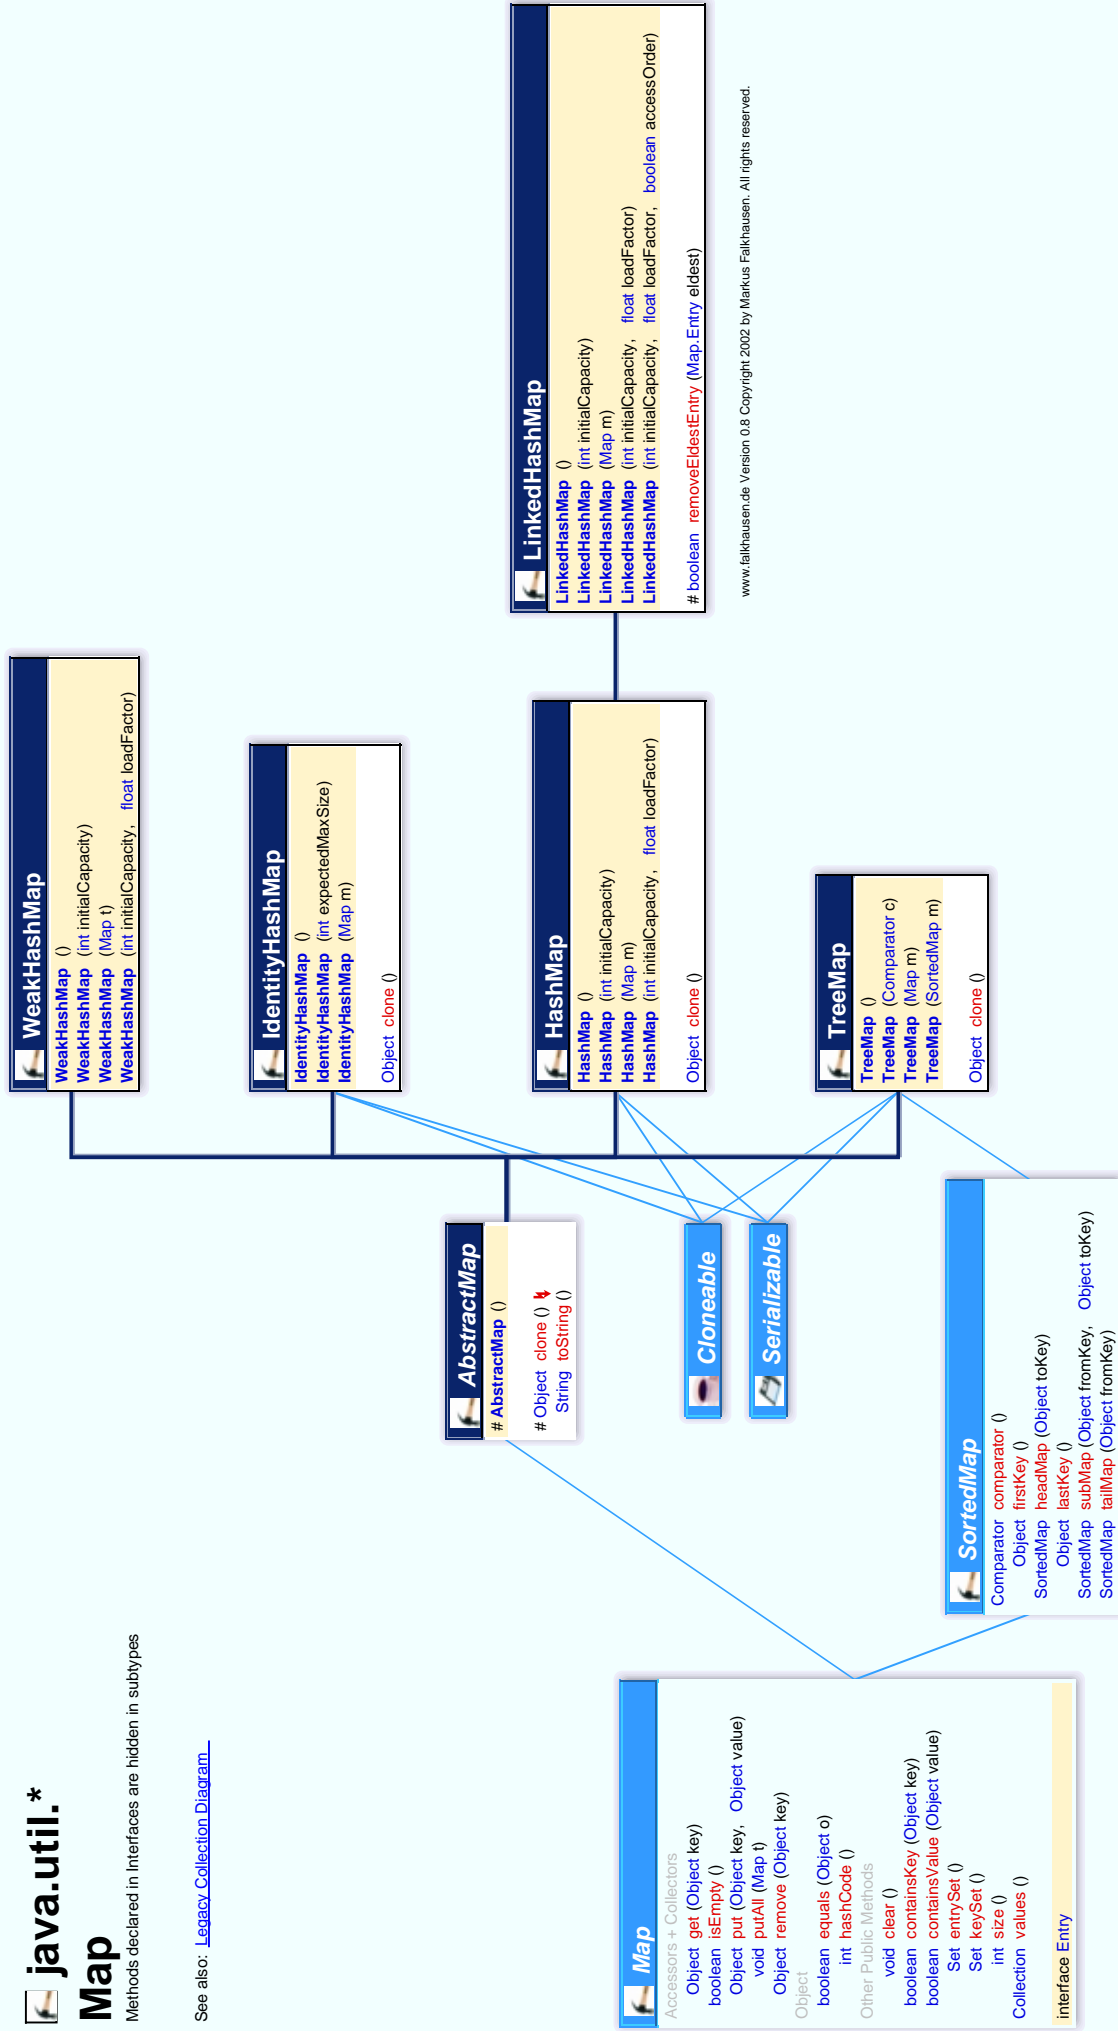 java.util.*
Map
Methods declared in Interfaces are hidden in subtypes
See also: Legacy Collection Diagram
Map
Accessors + Collectors
Object get (Object key)
boolean isEmpty ()
Object put (Object key, Object value)
void putAll (Map t)
Object remove (Object key)
Object
boolean equals (Object o)
int hashCode ()
Other Public Methods
void clear ()
boolean containsKey (Object key)
boolean containsValue (Object value)
Set entrySet ()
Set keySet ()
int size ()
Collection values ()
interface Entry
AbstractMap
# AbstractMap ()
# Object clone ()
String toString ()
Cloneable
Serializable
SortedMap
Comparator comparator ()
Object firstKey ()
SortedMap headMap (Object toKey)
Object lastKey ()
SortedMap subMap (Object fromKey, Object toKey)
SortedMap tailMap (Object fromKey)
WeakHashMap
WeakHashMap ()
WeakHashMap (int initialCapacity)
WeakHashMap (Map t)
WeakHashMap (int initialCapacity, float loadFactor)
IdentityHashMap
IdentityHashMap ()
IdentityHashMap (int expectedMaxSize)
IdentityHashMap (Map m)
Object clone ()
HashMap
HashMap ()
HashMap (int initialCapacity)
HashMap (Map m)
HashMap (int initialCapacity, float loadFactor)
Object clone ()
TreeMap
TreeMap ()
TreeMap (Comparator c)
TreeMap (Map m)
TreeMap (SortedMap m)
Object clone ()
LinkedHashMap
LinkedHashMap ()
LinkedHashMap (int initialCapacity)
LinkedHashMap (Map m)
LinkedHashMap (int initialCapacity, float loadFactor)
LinkedHashMap (int initialCapacity, float loadFactor, boolean accessOrder)
# boolean removeEldestEntry (Map.Entry eldest)
www.falkhausen.de Version 0.8 Copyright 2002 by Markus Falkhausen. All rights reserved.